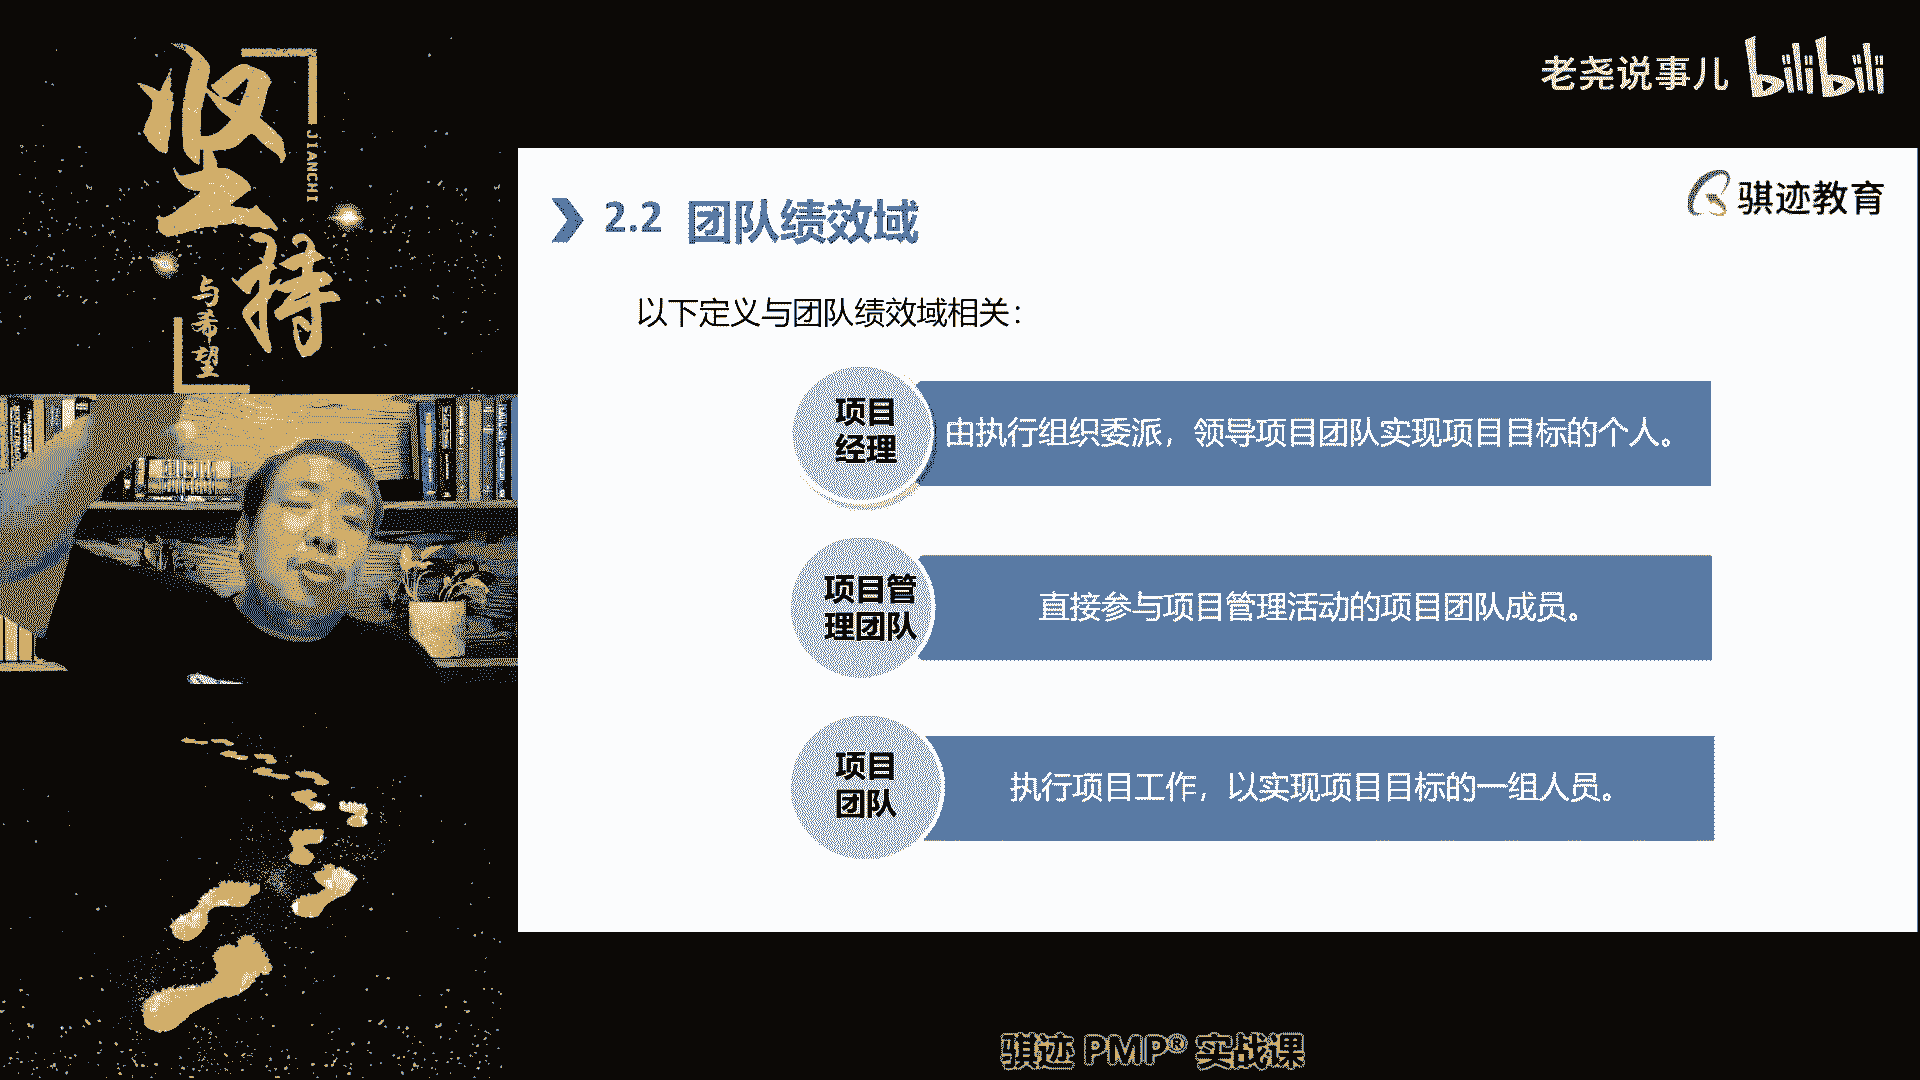 坚
持
JIANCHI
与
希
望
老尧说事儿 bilibili
骐迹教育
2.2 团队绩效域
以下定义与团队绩效域相关：
项目
经理
由执行组织委派，领导项目团队实现项目目标的个人。
项目管
理团队
直接参与项目管理活动的项目团队成员。
项目
团队
执行项目工作，以实现项目目标的一组人员。
骐迹 PMP® 实战课